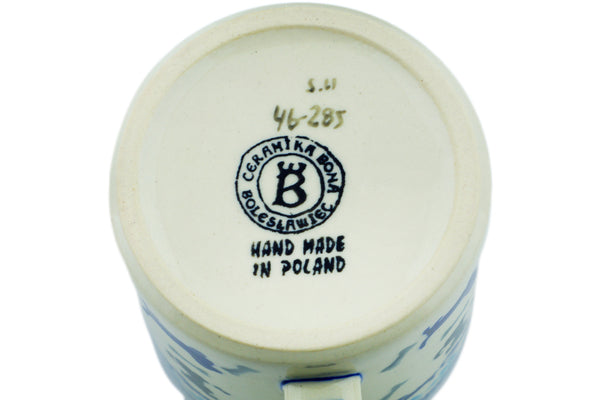 S.U
46-285
CERAMIKA BONA
B
BOLESŁAWIEC
HAND MADE
IN POLAND